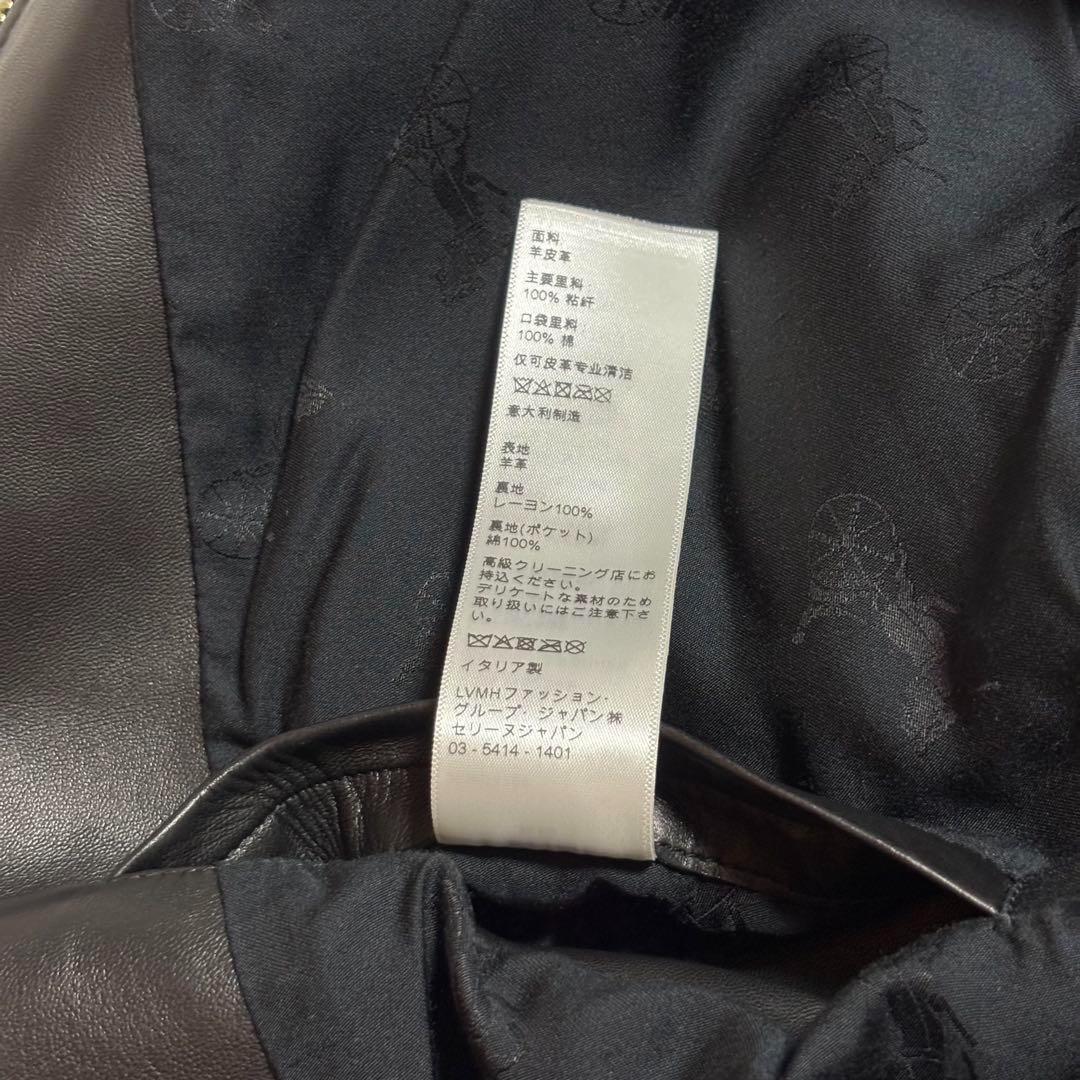 面料
羊皮革
主要里料
100% 粘纤
口袋里料
100% 棉
仅可皮革专业清洁
意大利制造
表地
羊革
裏地
レーヨン100%
裏地(ポケット)
綿100%
高級クリーニング店にお
持込ください。
デリケートな素材のため
取り扱いにはご注意下さ
い。
イタリア製
LVMHファッション・
グループ・ジャパン㈱
セリーヌジャパン
03 - 5414 - 1401